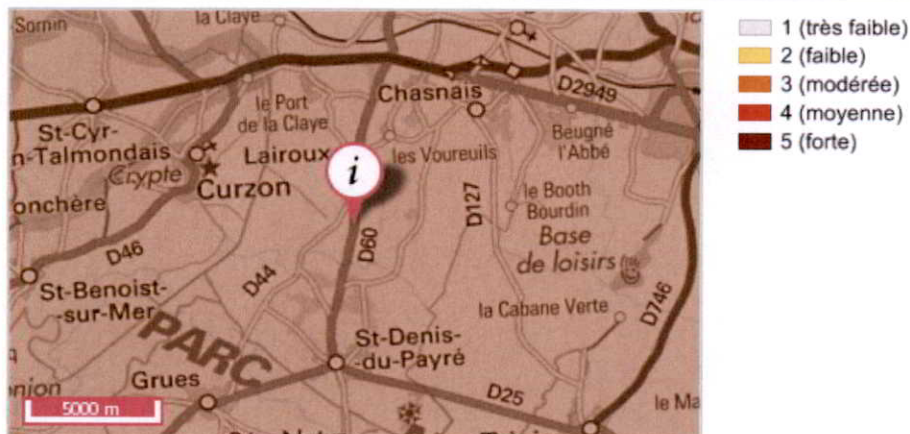 Sornin
la Claye
1 (très faible)
2 (faible)
3 (modérée)
4 (moyenne)
5 (forte)
D2949
Chasnais
le Port
de la Claye
St-Cyr-
n-Talmondais
Beugné
l'Abbé
Lairoux
les Voureuils
Crypte
Curzon
i
le Booth
Bourdin
onchère
D127
D60
Base
de loisirs
D46
D44
St-Benoist-
-sur-Mer
la Cabane Verte
D746
PARC
St-Denis-
-du-Payré
Grues
onjon
D25
le Ma
5000 m